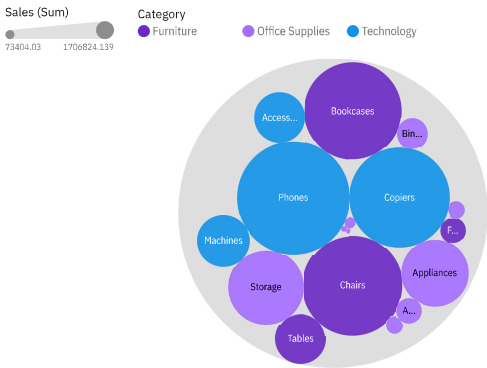 Sales (Sum)
73404.03 1706824.139
Category
Furniture Office Supplies Technology
Bookcases
Access...
Bin...
Phones
Copiers
F...
Machines
Appliances
Storage
Chairs
A...
Tables